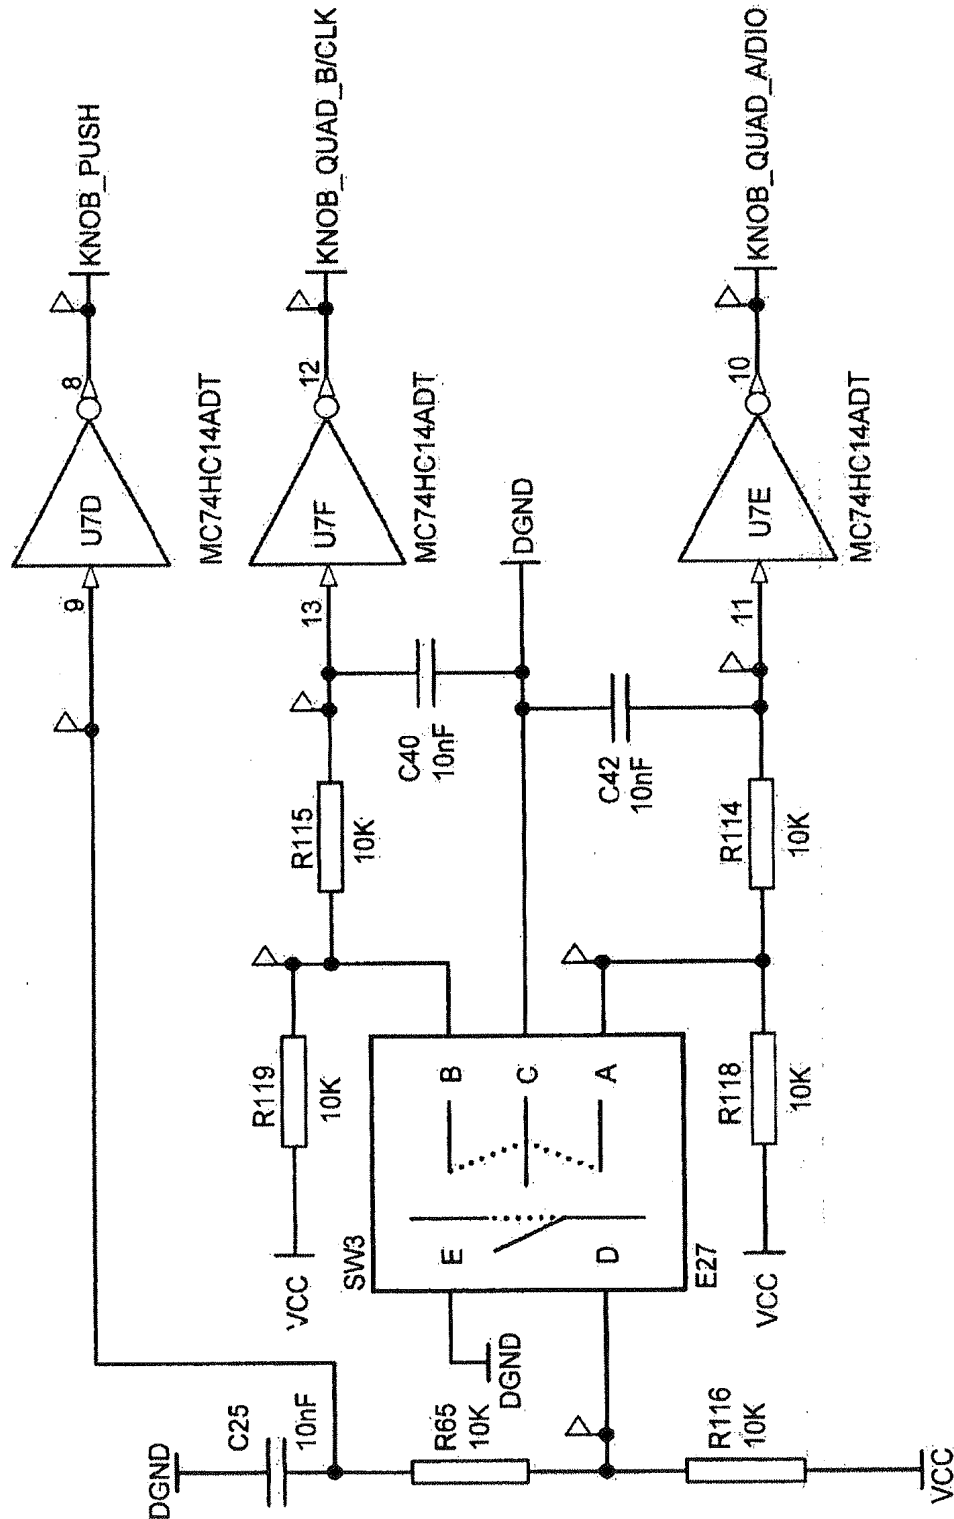 KNOB_PUSH
KNOB_QUAD_B/CLK
KNOB_QUAD_A/DIO
8
12
10
U7D
MC74HC14ADT
U7F
MC74HC14ADT
U7E
MC74HC14ADT
9
13
11
DGND
C40
10nF
C42
10nF
R115
10K
R114
10K
R119
10K
R118
10K
B
C
A
SW3
E
D
E27
VCC
VCC
DGND
C25
10nF
DGND
R65
10K
R116
10K
VCC